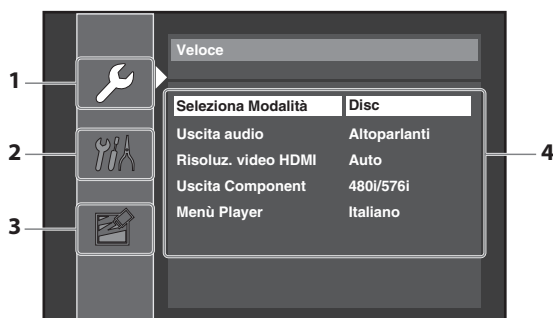 Veloce
1
Seleziona Modalità Disc
2
Uscita audio Altoparlanti
Risoluz. video HDMI Auto
4
Uscita Component 480i/576i
Menù Player Italiano
3